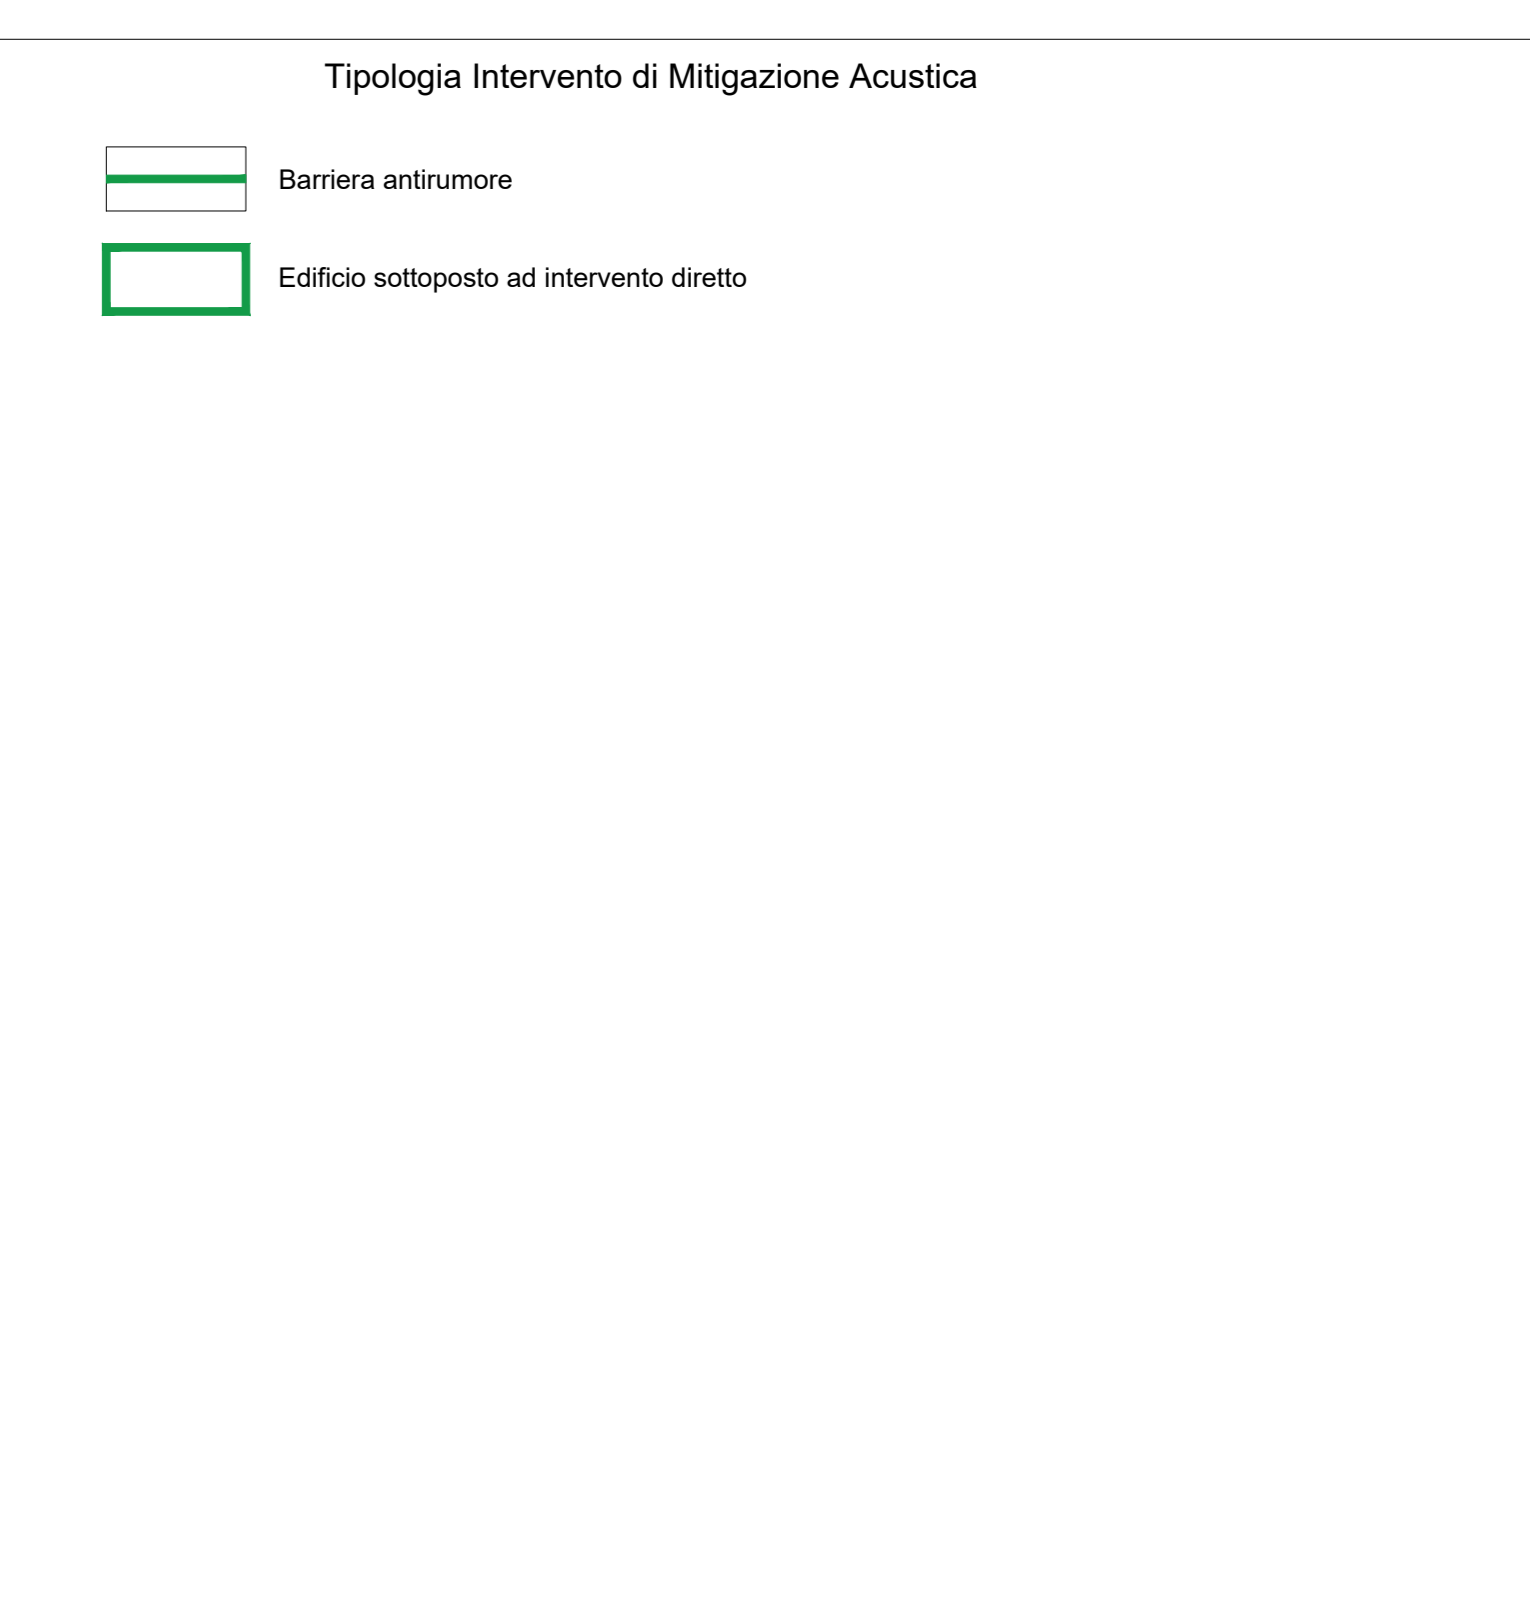 Tipologia Intervento di Mitigazione Acustica
Barriera antirumore
Edificio sottoposto ad intervento diretto